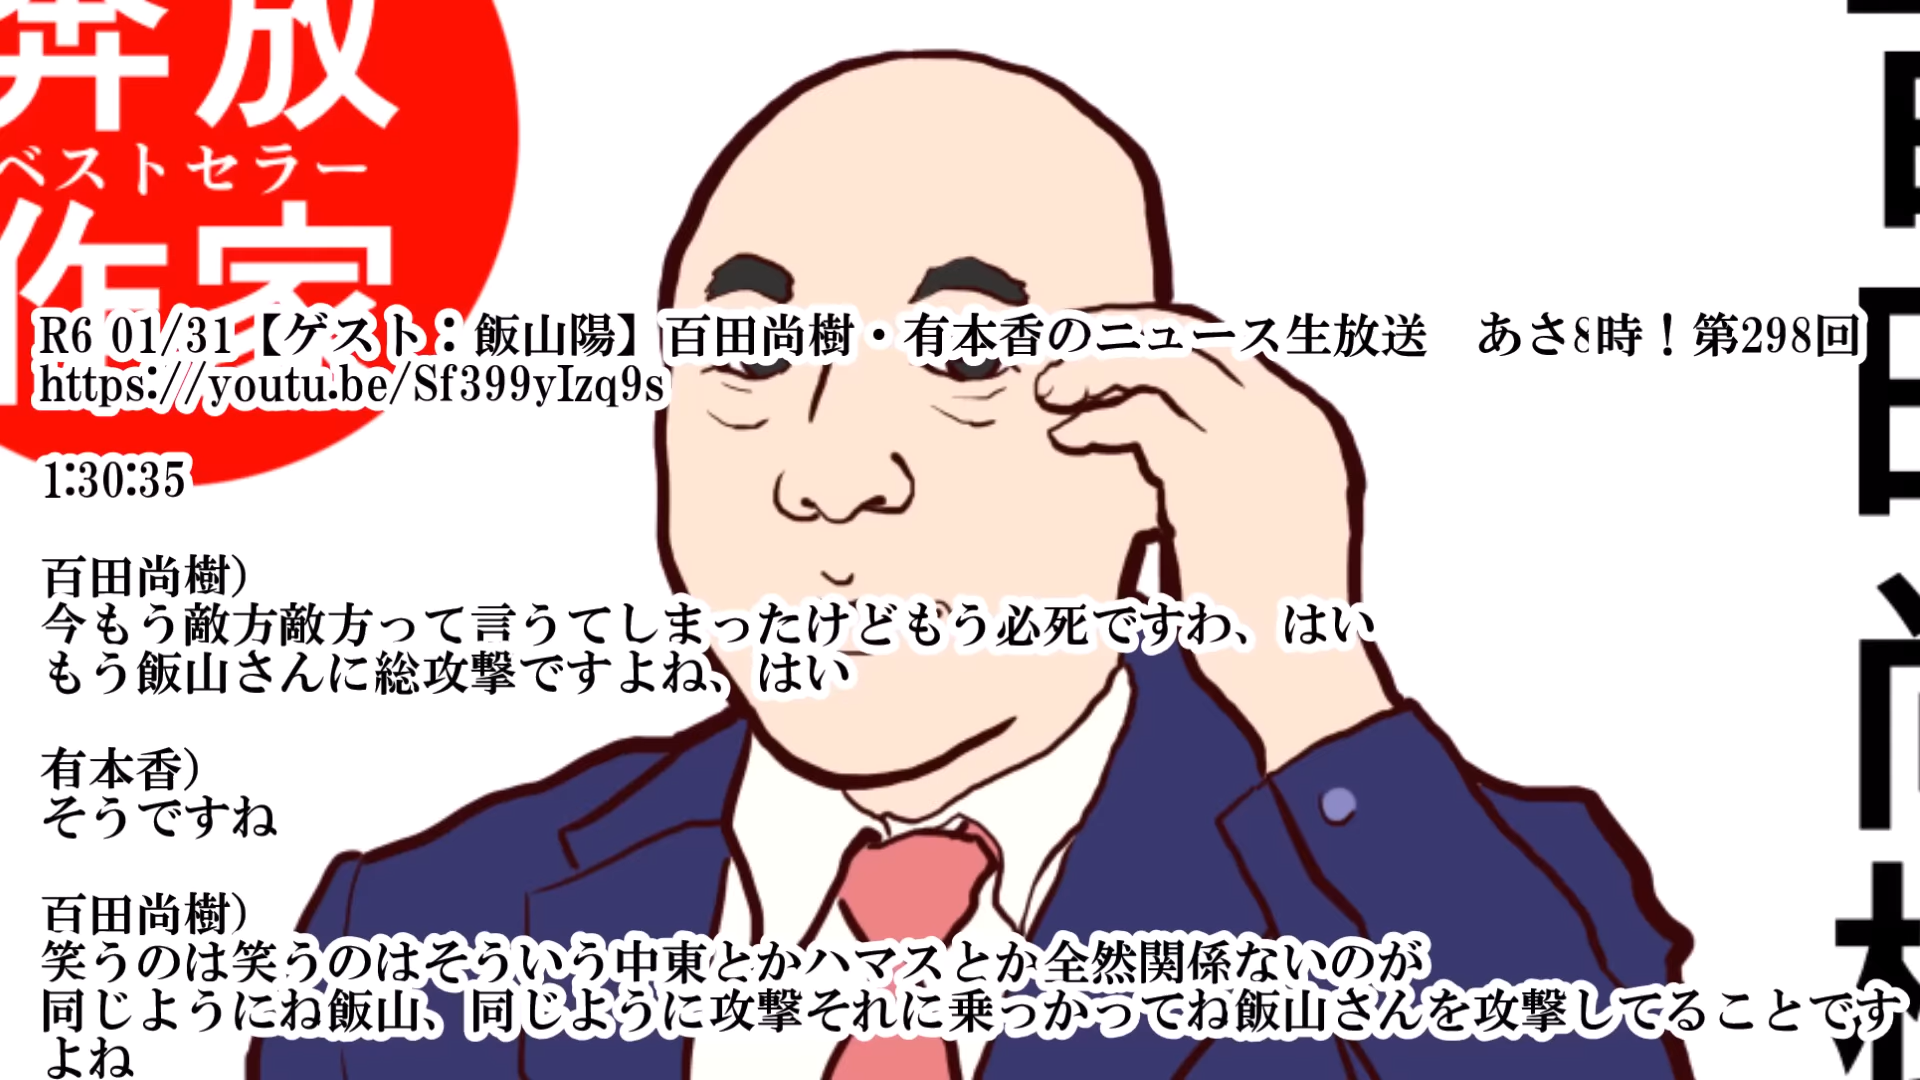 奔放
ベストセラー
作家
百田尚樹
R6 01/31【ゲスト：飯山陽】百田尚樹・有本香のニュース生放送　あさ8時！第298回
https://youtu.be/Sf399yIzq9s
1:30:35
百田尚樹）
今もう敵方敵方って言うてしまったけどもう必死ですわ、はい
もう飯山さんに総攻撃ですよね、はい
有本香）
そうですね
百田尚樹）
笑うのは笑うのはそういう中東とかハマスとか全然関係ないのが
同じようにね飯山、同じように攻撃それに乗っかってね飯山さんを攻撃してることです
よね